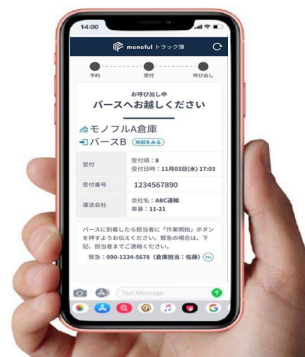 14:00
monoful トラック簿
予約 受付 呼び出し
お呼び出し中
バースへお越しください
モノフルA倉庫
バースB 地図をみる
受付 受付順：8
受付日時：11月03日(水) 17:03
受付番号 1234567890
運送会社 会社名：ABC運輸
車番：11-21
バースに到着したら担当者に「作業開始」ボタン
を押すようお伝えください。緊急の場合は、下
記、担当者までご連絡ください。
緊急：090-1234-5678（倉庫担当：佐藤）
Text Message